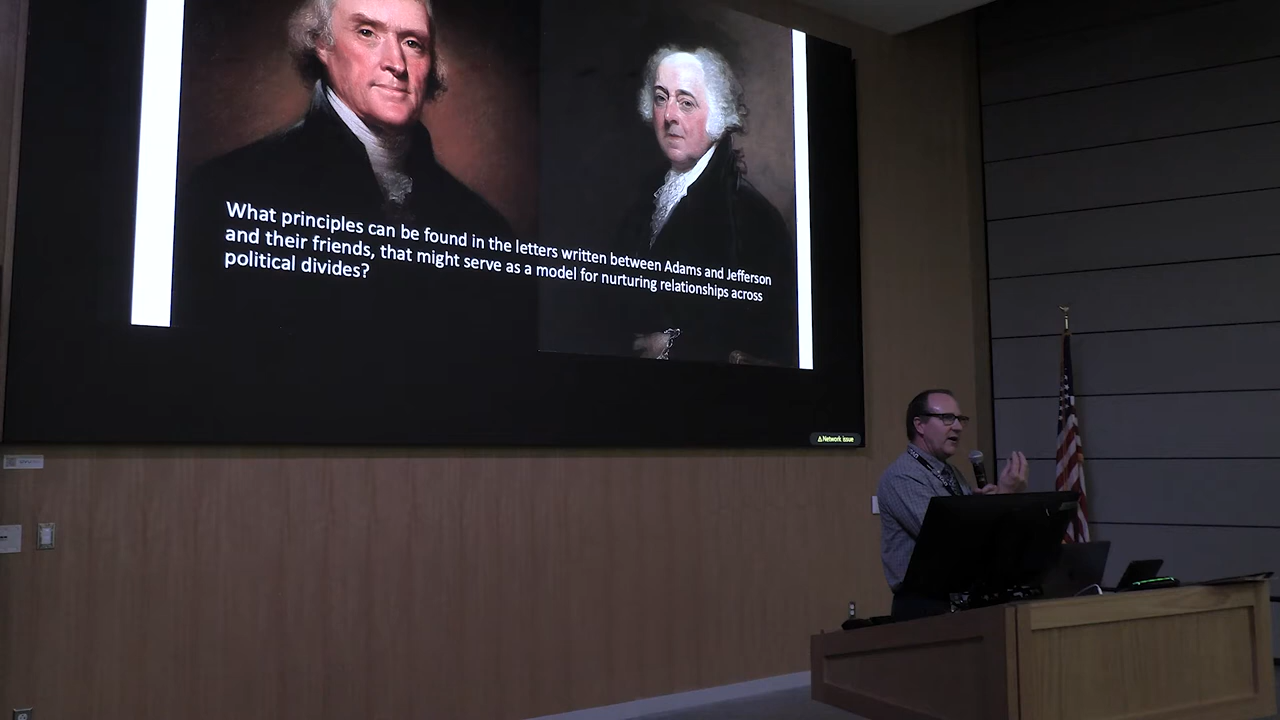 What principles can be found in the letters written between Adams and Jefferson
and their friends, that might serve as a model for nurturing relationships across
political divides?
Network issue